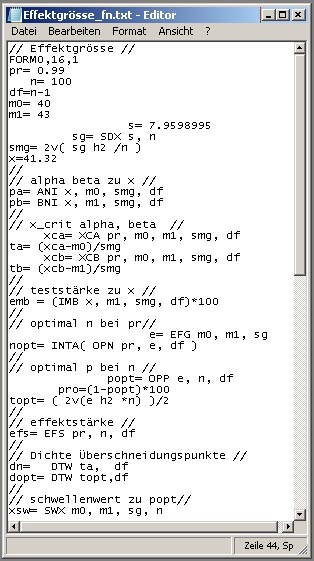 Effektgrösse_fn.txt - Editor
Datei Bearbeiten Format Ansicht ?
// Effektgrösse //
FORMO,16,1
pr= 0.99
n= 100
df=n-1
m0= 40
m1= 43
s= 7.9598995
sg= SDX s, n
smg= 2√( sg h2 /n )
x=41.32
//
// alpha beta zu x //
pa= ANI x, m0, smg, df
pb= BNI x, m1, smg, df
//
// x_crit alpha, beta //
xca= XCA pr, m0, m1, smg, df
ta= (xca-m0)/smg
xcb= XCB pr, m0, m1, smg, df
tb= (xcb-m1)/smg
//
// teststärke zu x //
emb = (IMB x, m1, smg, df)*100
//
// optimal n bei pr//
e= EFG m0, m1, sg
nopt= INTA( OPN pr, e, df )
//
// optimal p bei n //
popt= OPP e, n, df
pro=(1-popt)*100
topt= ( 2√(e h2 *n) )/2
//
// effektstärke //
efs= EFS pr, n, df
//
// Dichte Überschneidungspunkte //
dn= DTW ta, df
dopt= DTW topt,df
//
// schwellenwert zu popt//
xsw= SWX m0, m1, sg, n
Zeile 44, Sp